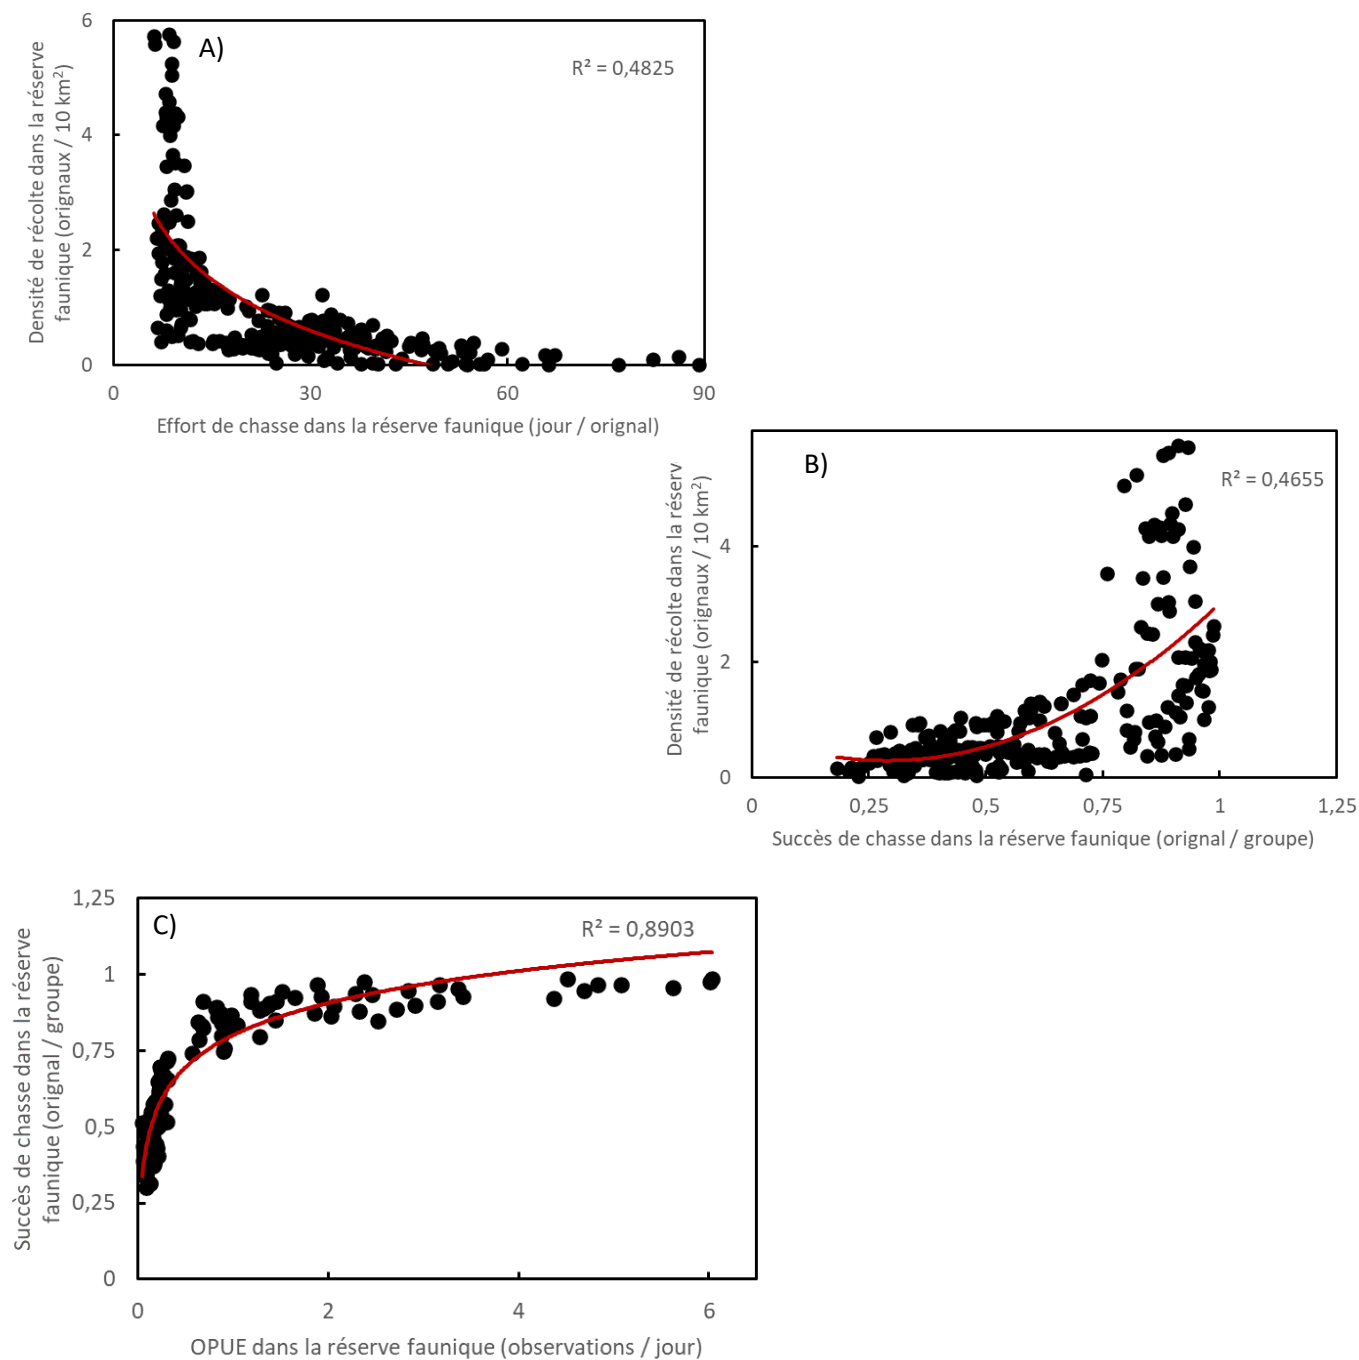 A)
R² = 0,4825
Densité de récolte dans la réserve
faunique (orignaux / 10 km²)
6
4
2
0
0
30
60
90
Effort de chasse dans la réserve faunique (jour / orignal)
B)
R² = 0,4655
Densité de récolte dans la réserv
faunique (orignaux / 10 km²)
4
2
0
0
0,25
0,5
0,75
1
1,25
Succès de chasse dans la réserve faunique (orignal / groupe)
C)
R² = 0,8903
Succès de chasse dans la réserve
faunique (orignal / groupe)
1,25
1
0,75
0,5
0,25
0
0
2
4
6
OPUE dans la réserve faunique (observations / jour)